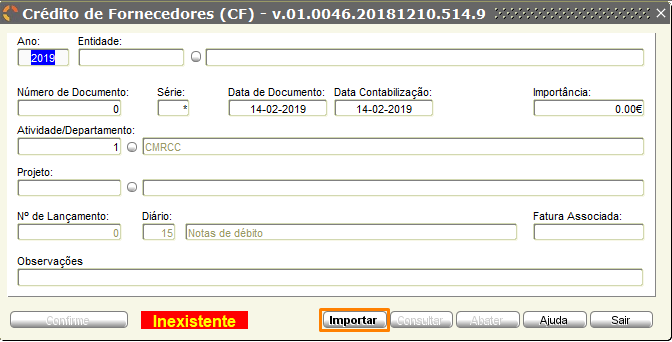 Crédito de Fornecedores (CF) - v.01.0046.20181210.514.9
Ano: Entidade:
2019
Número de Documento: Série: Data de Documento: Data Contabilização: Importância:
0 * 14-02-2019 14-02-2019 0.00€
Atividade/Departamento:
1 CMRCC
Projeto:
Nº de Lançamento: Diário: Fatura Associada:
0 15 Notas de débito
Observações
Confirme Inexistente Importar Consultar Abater Ajuda Sair